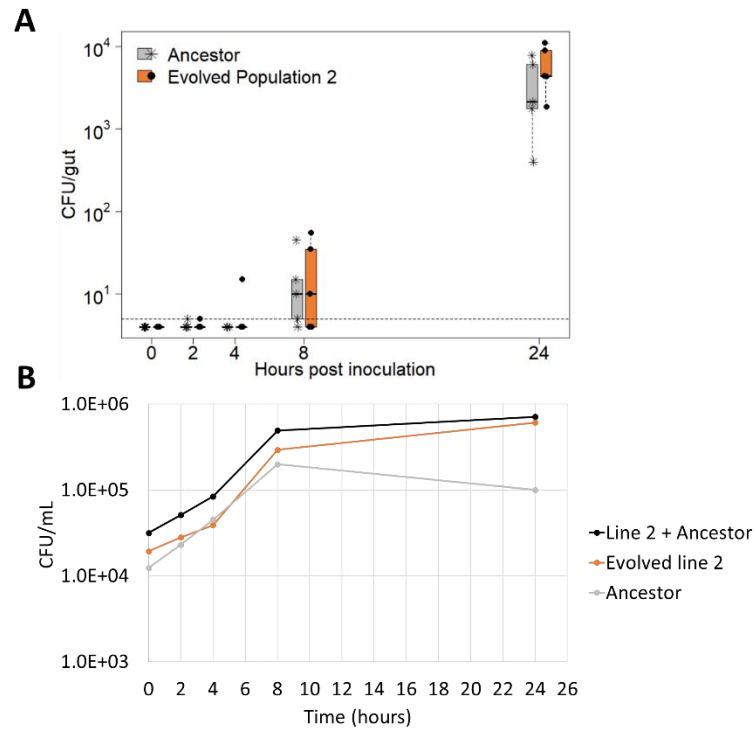 A
Ancestor
Evolved Population 2
CFU/gut
10^4
10^3
10^2
10^1
0 2 4 8 24
Hours post inoculation
B
CFU/mL
1.0E+06
1.0E+05
1.0E+04
1.0E+03
0 2 4 6 8 10 12 14 16 18 20 22 24 26
Time (hours)
Line 2 + Ancestor
Evolved line 2
Ancestor